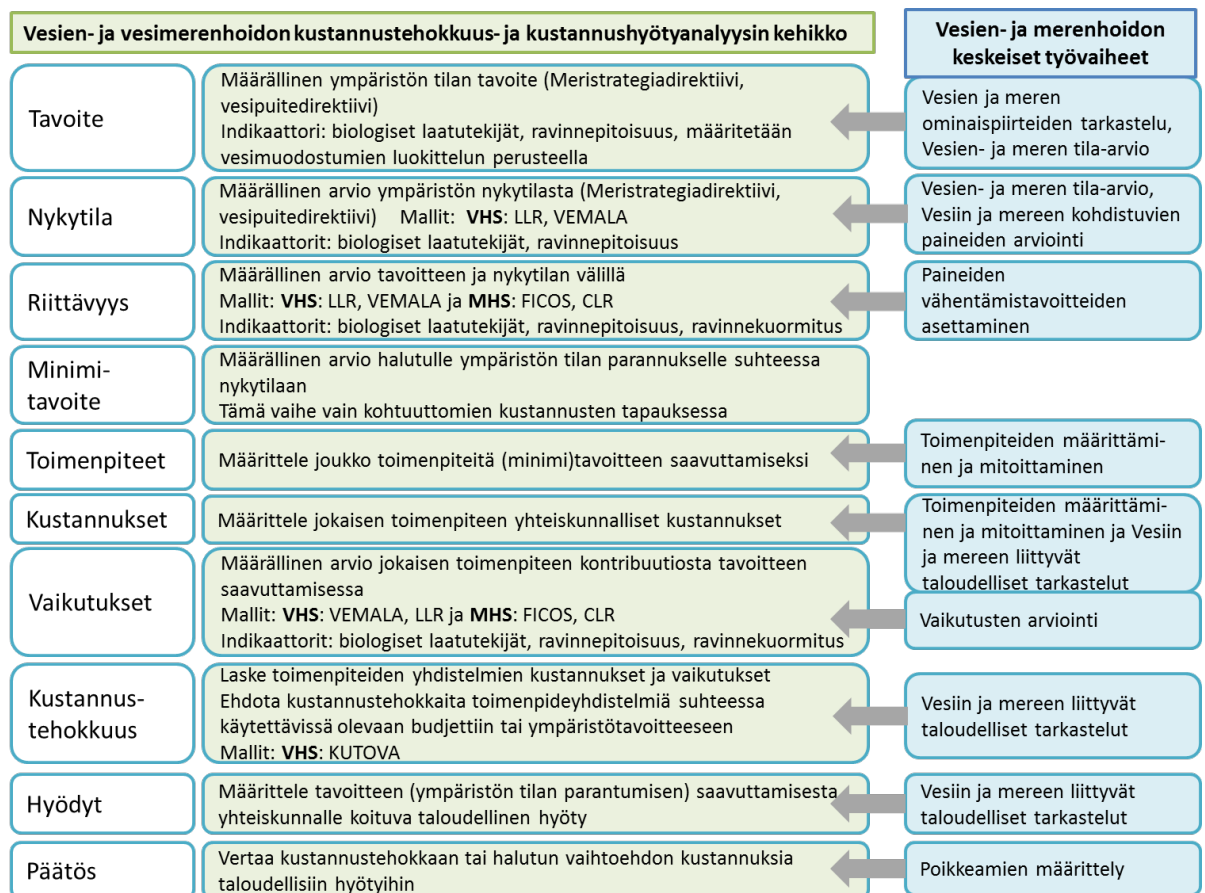 Vesien- ja vesimerenhoidon kustannustehokkuus- ja kustannushyötyanalyysin kehikko
Vesien- ja merenhoidon
keskeiset työvaiheet
Tavoite
Määrällinen ympäristön tilan tavoite (Meristrategiadirektiivi,
vesipuitedirektiivi)
Indikaattori: biologiset laatutekijät, ravinnepitoisuus, määritetään
vesimuodostumien luokittelun perusteella
Vesien ja meren
ominaispiirteiden tarkastelu,
Vesien- ja meren tila-arvio
Nykytila
Määrällinen arvio ympäristön nykytilasta (Meristrategiadirektiivi,
vesipuitedirektiivi) Mallit: VHS: LLR, VEMALA
Indikaattorit: biologiset laatutekijät, ravinnepitoisuus
Vesien- ja meren tila-arvio,
Vesiin ja mereen kohdistuvien
paineiden arviointi
Riittävyys
Määrällinen arvio tavoitteen ja nykytilan välillä
Mallit: VHS: LLR, VEMALA ja MHS: FICOS, CLR
Indikaattorit: biologiset laatutekijät, ravinnepitoisuus, ravinnekuormitus
Paineiden
vähentämistavoitteiden
asettaminen
Minimi-
tavoite
Määrällinen arvio halutulle ympäristön tilan parannukselle suhteessa
nykytilaan
Tämä vaihe vain kohtuuttomien kustannusten tapauksessa
Toimenpiteet
Määrittele joukko toimenpiteitä (minimi)tavoitteen saavuttamiseksi
Toimenpiteiden määrittämi-
nen ja mitoittaminen
Kustannukset
Määrittele jokaisen toimenpiteen yhteiskunnalliset kustannukset
Toimenpiteiden määrittämi-
nen ja mitoittaminen ja Vesiin
ja mereen liittyvät
taloudelliset tarkastelut
Vaikutukset
Määrällinen arvio jokaisen toimenpiteen kontribuutiosta tavoitteen
saavuttamisessa
Mallit: VHS: VEMALA, LLR ja MHS: FICOS, CLR
Indikaattorit: biologiset laatutekijät, ravinnepitoisuus, ravinnekuormitus
Vaikutusten arviointi
Kustannus-
tehokkuus
Laske toimenpiteiden yhdistelmien kustannukset ja vaikutukset
Ehdota kustannustehokkaita toimenpideyhdistelmiä suhteessa
käytettävissä olevaan budjettiin tai ympäristötavoitteeseen
Mallit: VHS: KUTOVA
Vesiin ja mereen liittyvät
taloudelliset tarkastelut
Hyödyt
Määrittele tavoitteen (ympäristön tilan parantumisen) saavuttamisesta
yhteiskunnalle koituva taloudellinen hyöty
Vesiin ja mereen liittyvät
taloudelliset tarkastelut
Päätös
Vertaa kustannustehokkaan tai halutun vaihtoehdon kustannuksia
taloudellisiin hyötyihin
Poikkeamien määrittely